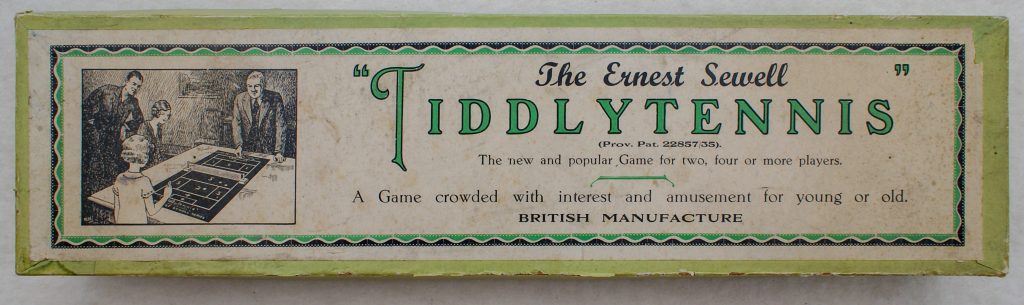 The Ernest Sewell
"TIDDLYTENNIS"
(Prov. Pat. 22857/35).
The new and popular Game for two, four or more players.
A Game crowded with interest and amusement for young or old.
BRITISH MANUFACTURE